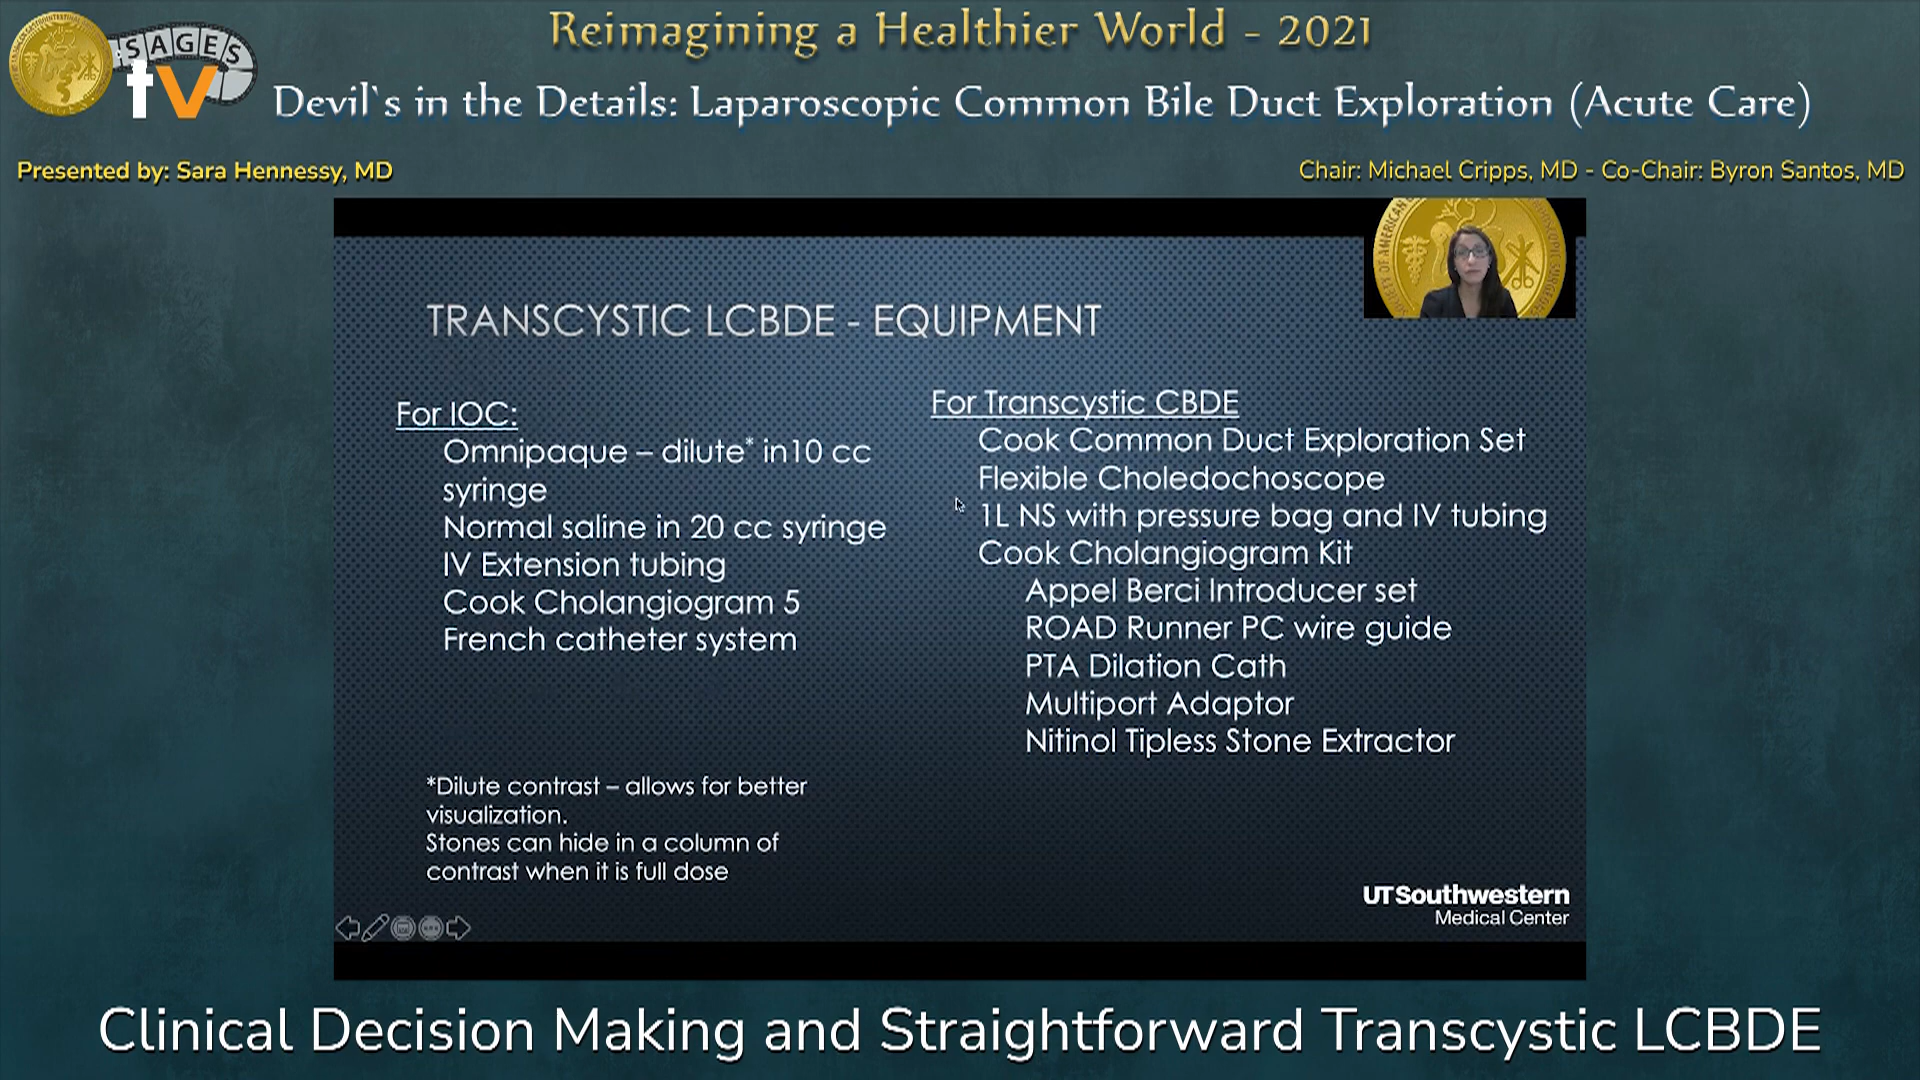 Reimagining a Healthier World - 2021
SAGES
tv
Devil`s in the Details: Laparoscopic Common Bile Duct Exploration (Acute Care)
Presented by: Sara Hennessy, MD
Chair: Michael Cripps, MD - Co-Chair: Byron Santos, MD
TRANSCYSTIC LCBDE - EQUIPMENT
For IOC:
Omnipaque – dilute* in10 cc
syringe
Normal saline in 20 cc syringe
IV Extension tubing
Cook Cholangiogram 5
French catheter system
*Dilute contrast – allows for better
visualization.
Stones can hide in a column of
contrast when it is full dose
For Transcystic CBDE
Cook Common Duct Exploration Set
Flexible Choledochoscope
1L NS with pressure bag and IV tubing
Cook Cholangiogram Kit
Appel Berci Introducer set
ROAD Runner PC wire guide
PTA Dilation Cath
Multiport Adaptor
Nitinol Tipless Stone Extractor
UT Southwestern
Medical Center
Clinical Decision Making and Straightforward Transcystic LCBDE